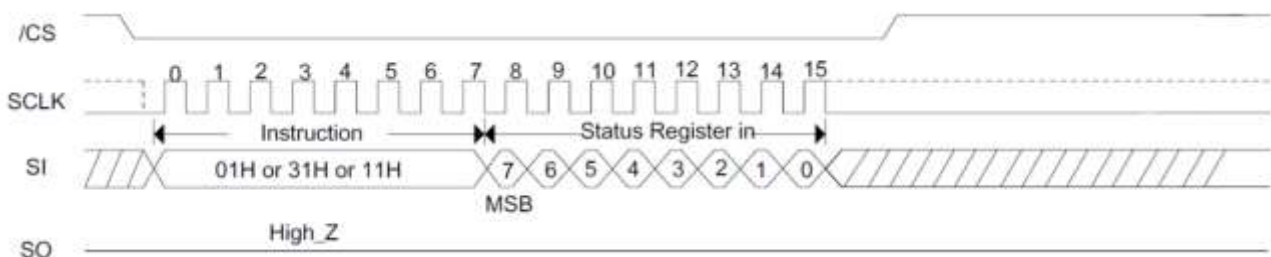 /CS
0 1 2 3 4 5 6 7 8 9 10 11 12 13 14 15
SCLK
Instruction Status Register in
SI 01H or 31H or 11H 7 6 5 4 3 2 1 0
MSB
High_Z
SO